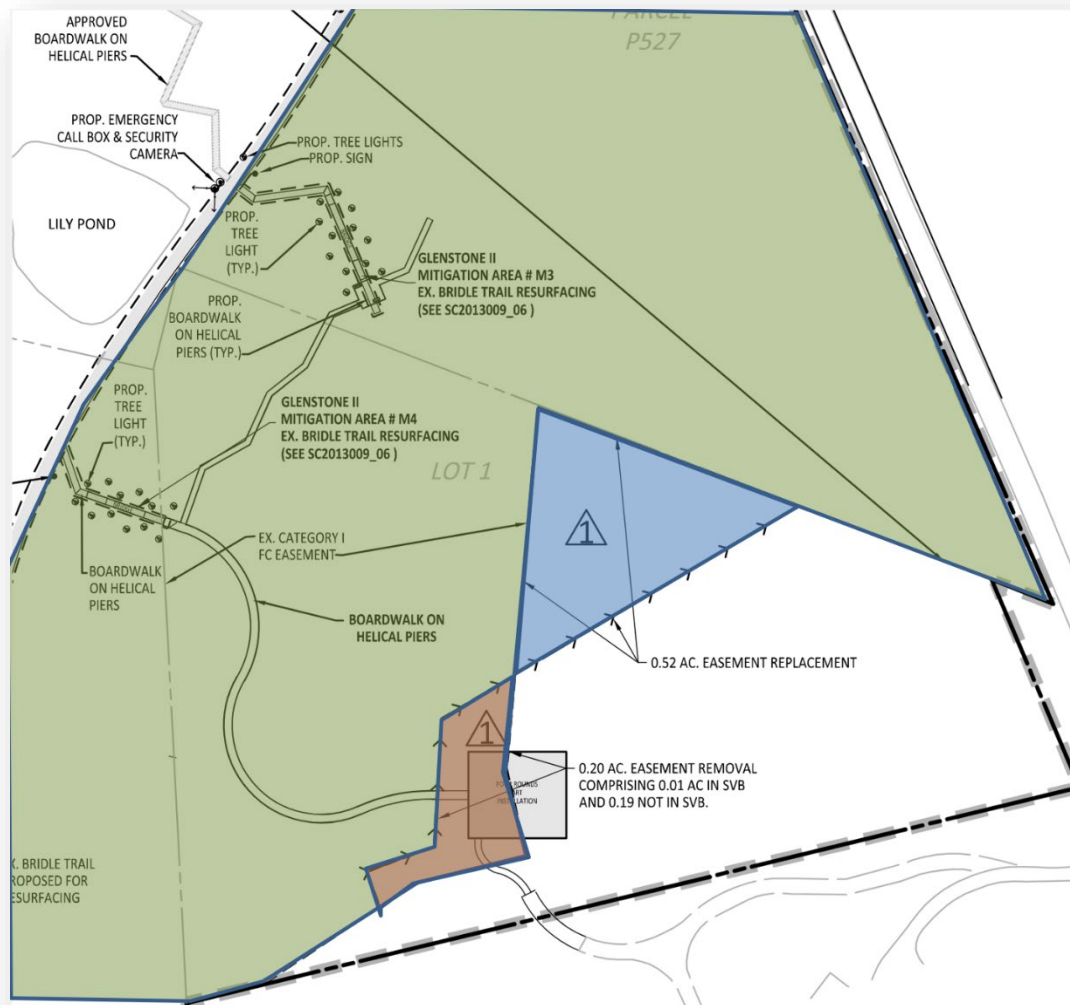 APPROVED
BOARDWALK ON
HELICAL PIERS
PARCEL
P527
PROP. EMERGENCY
CALL BOX & SECURITY
CAMERA
PROP. TREE LIGHTS
PROP. SIGN
LILY POND
PROP.
TREE
LIGHT
(TYP.)
GLENSTONE II
MITIGATION AREA # M3
EX. BRIDLE TRAIL RESURFACING
(SEE SC2013009_06 )
PROP.
BOARDWALK
ON HELICAL
PIERS (TYP.)
PROP.
TREE
LIGHT
(TYP.)
GLENSTONE II
MITIGATION AREA # M4
EX. BRIDLE TRAIL RESURFACING
(SEE SC2013009_06 )
LOT 1
1
EX. CATEGORY I
FC EASEMENT
BOARDWALK
ON HELICAL
PIERS
BOARDWALK ON
HELICAL PIERS
0.52 AC. EASEMENT REPLACEMENT
1
0.20 AC. EASEMENT REMOVAL
COMPRISING 0.01 AC IN SVB
AND 0.19 NOT IN SVB.
INSTALLATION
X. BRIDLE TRAIL
ROPOSED FOR
ESURFACING